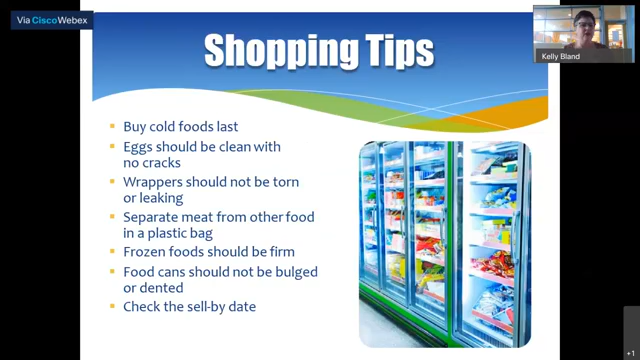 Via CiscoWebex
Shopping Tips
Kelly Bland
Buy cold foods last
Eggs should be clean with
no cracks
Wrappers should not be torn
or leaking
Separate meat from other food
in a plastic bag
Frozen foods should be firm
Food cans should not be bulged
or dented
Check the sell-by date
+1